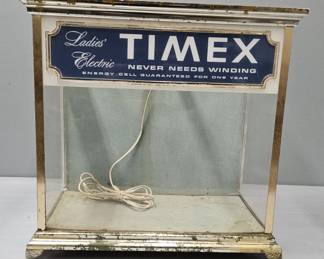 Ladies' Electric
TIMEX
NEVER NEEDS WINDING
ENERGY CELL GUARANTEED FOR ONE YEAR